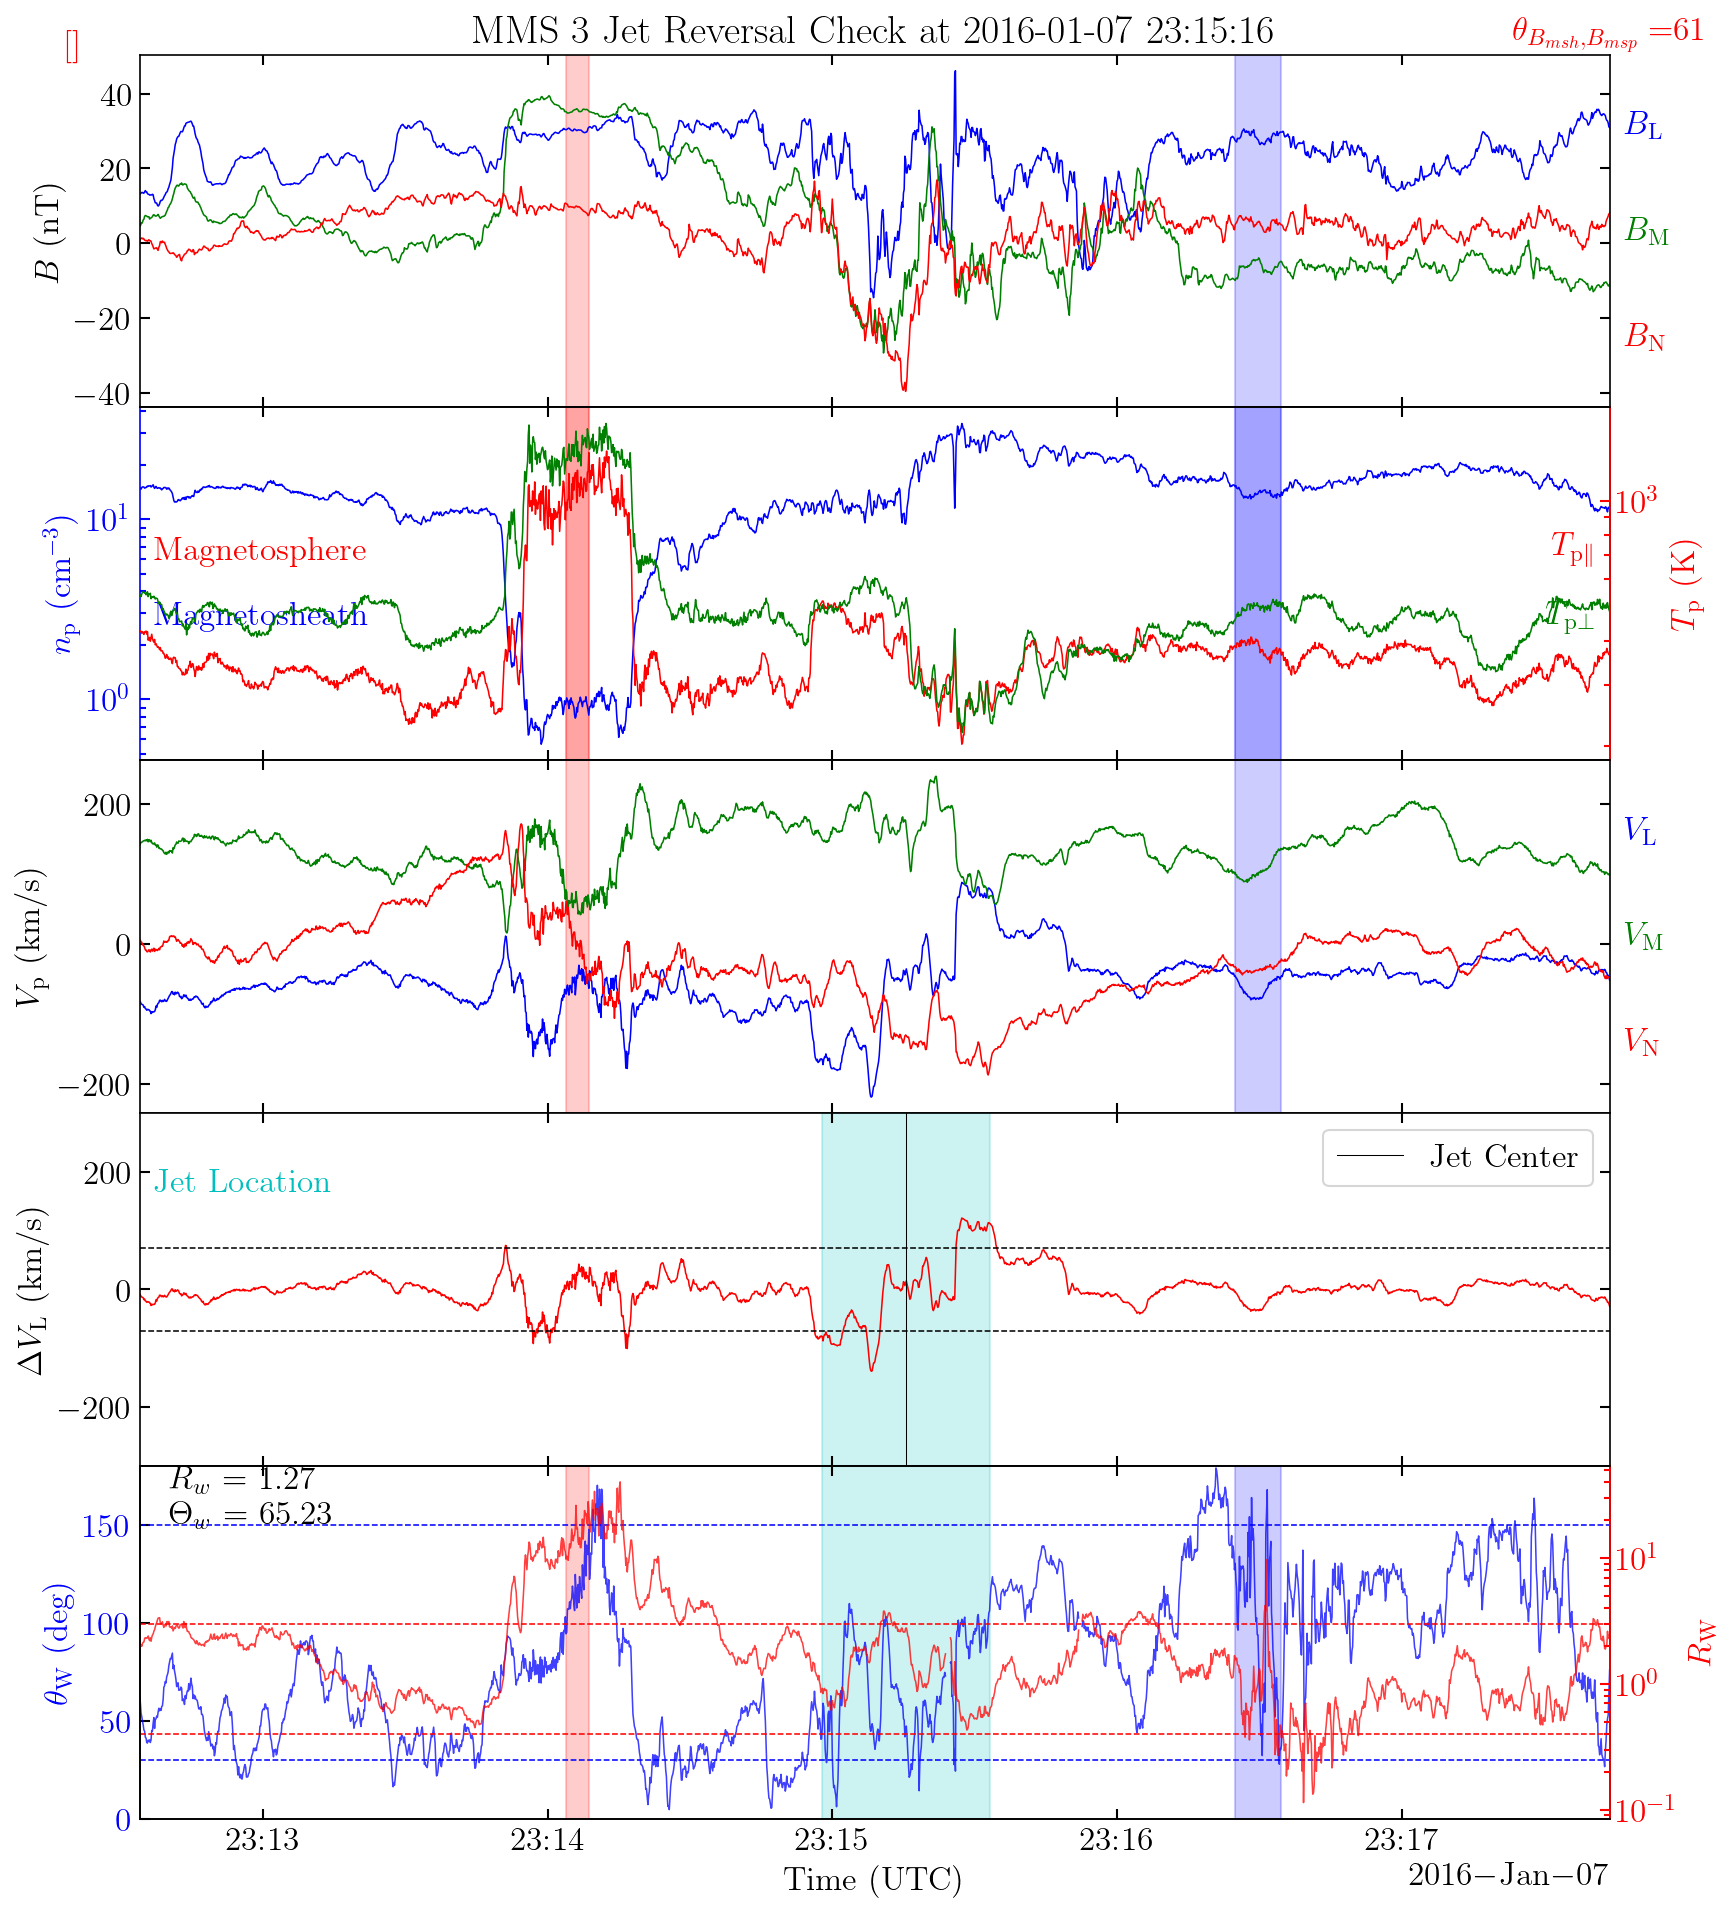 MMS 3 Jet Reversal Check at 2016-01-07 23:15:16
[]
θ_{B_{msh},B_{msp}} =61
40
20
0
−20
−40
B (nT)
B_L
B_M
B_N
10^1
10^0
n_p (cm^{−3})
Magnetosphere
Magnetosheath
10^3
T_{p∥}
T_{p⊥}
T_p (K)
200
0
−200
V_p (km/s)
V_L
V_M
V_N
200
0
−200
ΔV_L (km/s)
Jet Location
Jet Center
R_w = 1.27
Θ_w = 65.23
150
100
50
0
θ_W (deg)
10^1
10^0
10^{−1}
R_W
23:13 23:14 23:15 23:16 23:17
Time (UTC)
2016−Jan−07